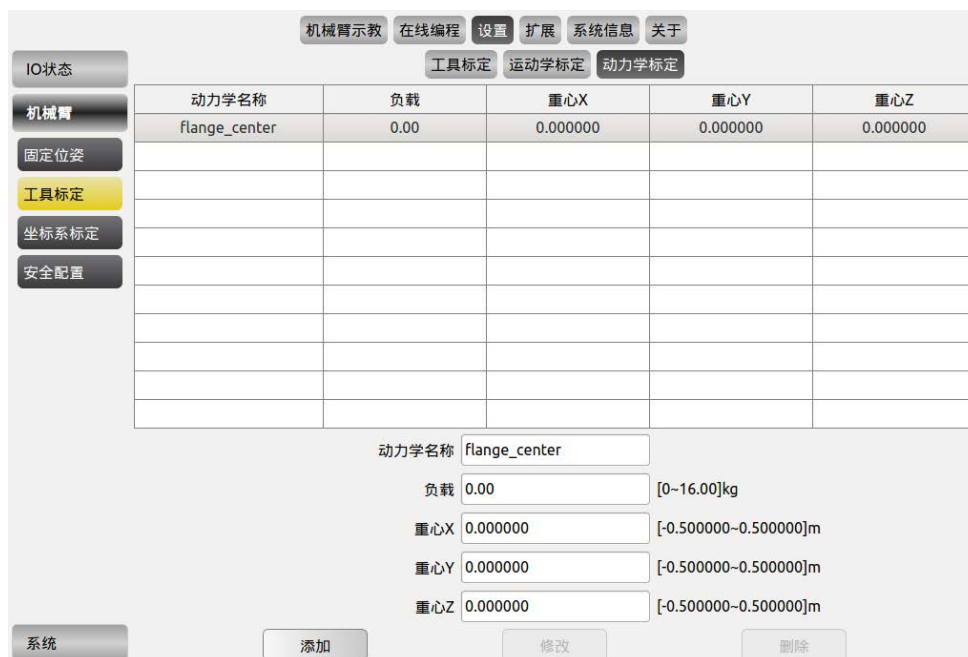 机械臂示教 在线编程 设置 扩展 系统信息 关于
工具标定 运动学标定 动力学标定
IO状态
机械臂
固定位姿
工具标定
坐标系标定
安全配置
动力学名称 负载 重心X 重心Y 重心Z
flange_center 0.00 0.000000 0.000000 0.000000
动力学名称 flange_center
负载 0.00 [0~16.00]kg
重心X 0.000000 [-0.500000~0.500000]m
重心Y 0.000000 [-0.500000~0.500000]m
重心Z 0.000000 [-0.500000~0.500000]m
系统 添加 修改 删除